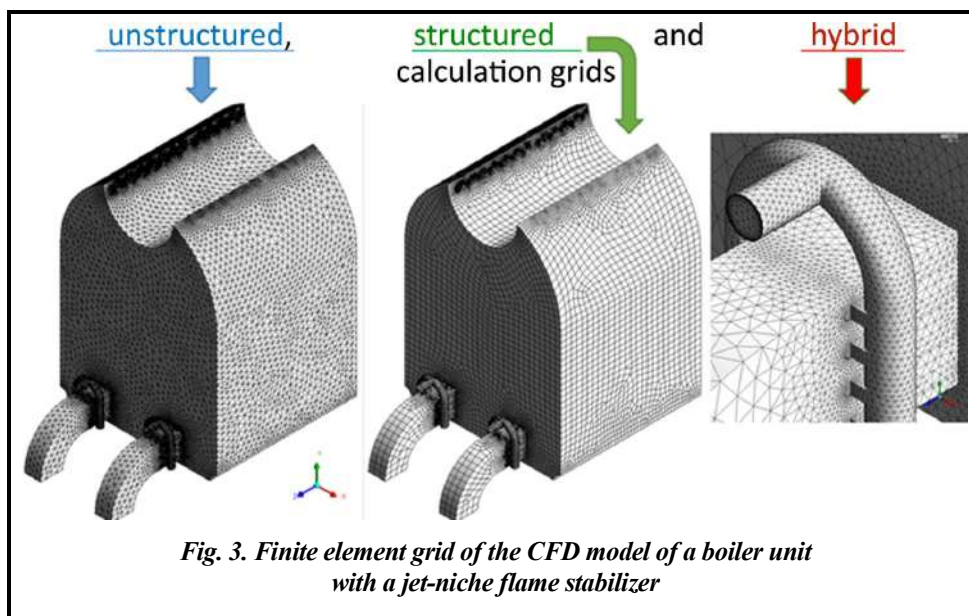 unstructured, structured and hybrid
calculation grids
Fig. 3. Finite element grid of the CFD model of a boiler unit
with a jet-niche flame stabilizer